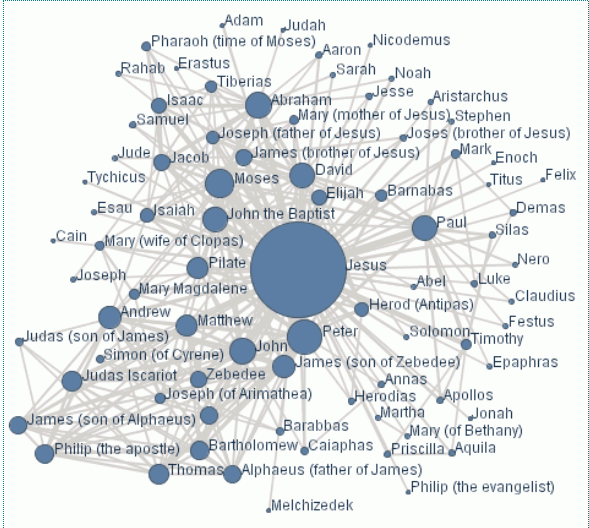 Adam
Judah
Pharaoh (time of Moses)
Nicodemus
Aaron
Rahab
Erastus
Sarah
Noah
Tiberias
Jesse
Isaac
Abraham
Aristarchus
Samuel
Mary (mother of Jesus)
Stephen
Joseph (father of Jesus)
Joses (brother of Jesus)
Jude
Jacob
James (brother of Jesus)
Mark
Enoch
Tychicus
Moses
David
Titus
Felix
Elijah
Barnabas
Esau
Isaiah
John the Baptist
Paul
Demas
Cain
Mary (wife of Clopas)
Silas
Joseph
Pilate
Jesus
Nero
Mary Magdalene
Abel
Luke
Claudius
Andrew
Matthew
Herod (Antipas)
Festus
Judas (son of James)
Peter
Solomon
Timothy
Simon (of Cyrene)
John
James (son of Zebedee)
Epaphras
Judas Iscariot
Zebedee
Annas
Joseph (of Arimathea)
Herodias
Apollos
James (son of Alphaeus)
Martha
Jonah
Barabbas
Mary (of Bethany)
Philip (the apostle)
Bartholomew
Caiaphas
Priscilla
Aquila
Thomas
Alphaeus (father of James)
Philip (the evangelist)
Melchizedek